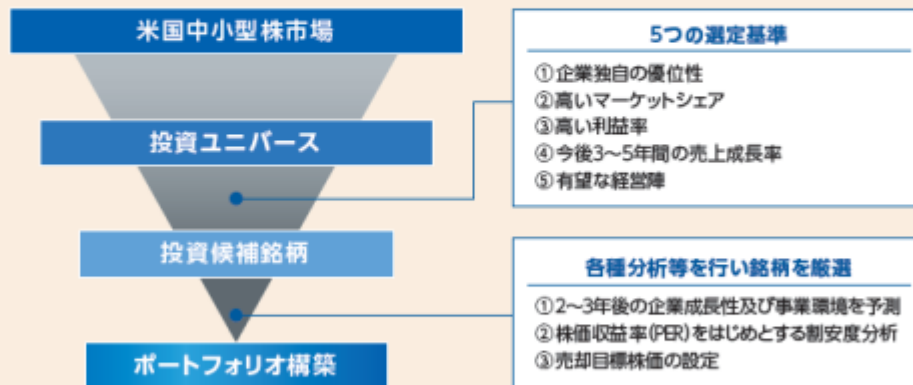 米国中小型株市場
投資ユニバース
投資候補銘柄
ポートフォリオ構築
5つの選定基準
①企業独自の優位性
②高いマーケットシェア
③高い利益率
④今後3～5年間の売上成長率
⑤有望な経営陣
各種分析等を行い銘柄を厳選
①2～3年後の企業成長性及び事業環境を予測
②株価収益率(PER)をはじめとする割安度分析
③売却目標株価の設定